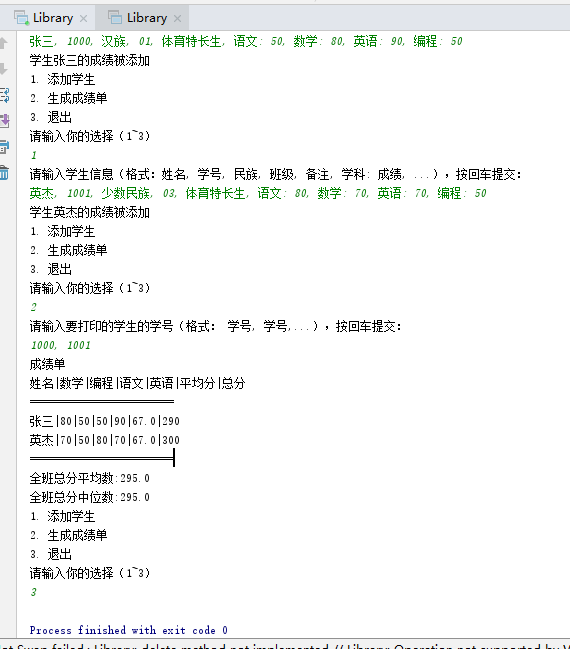 Library Library
张三, 1000, 汉族, 01, 体育特长生, 语文: 50, 数学: 80, 英语: 90, 编程: 50
学生张三的成绩被添加
1. 添加学生
2. 生成成绩单
3. 退出
请输入你的选择（1~3）
1
请输入学生信息（格式：姓名, 学号, 民族, 班级, 备注, 学科: 成绩, ...），按回车提交:
英杰, 1001, 少数民族, 03, 体育特长生, 语文: 80, 数学: 70, 英语: 70, 编程: 50
学生英杰的成绩被添加
1. 添加学生
2. 生成成绩单
3. 退出
请输入你的选择（1~3）
2
请输入要打印的学生的学号（格式： 学号, 学号,...），按回车提交:
1000, 1001
成绩单
姓名|数学|编程|语文|英语|平均分|总分
========================
张三|80|50|50|90|67.0|290
英杰|70|50|80|70|67.0|300
========================
全班总分平均数:295.0
全班总分中位数:295.0
1. 添加学生
2. 生成成绩单
3. 退出
请输入你的选择（1~3）
3
Process finished with exit code 0